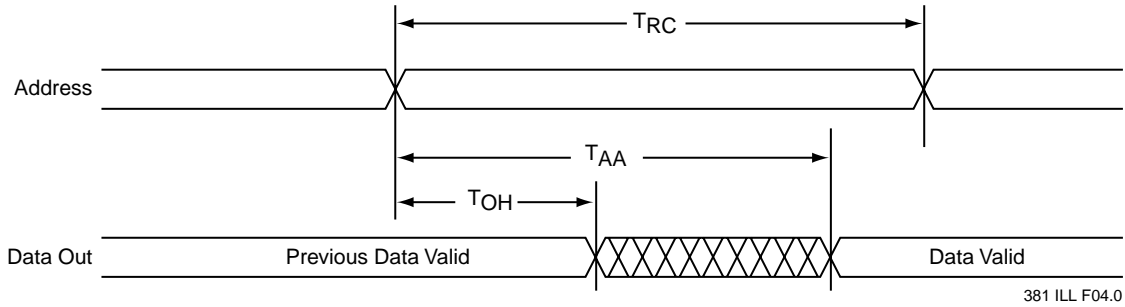 TRC
Address
TAA
TOH
Data Out
Previous Data Valid
Data Valid
381 ILL F04.0